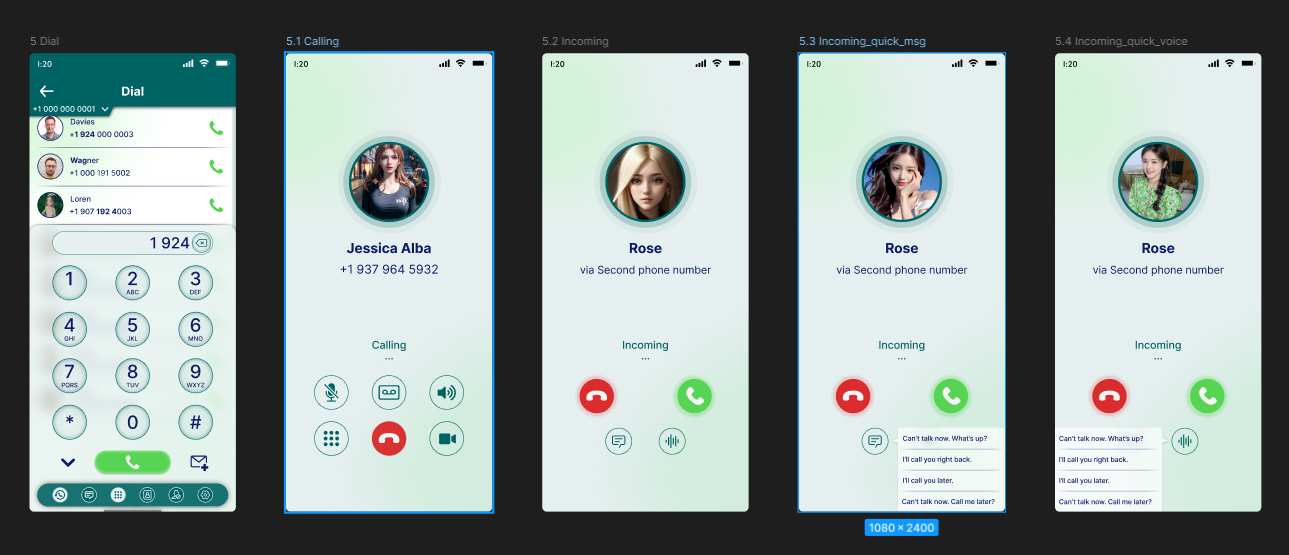 5 Dial
1:20
Dial
+1 000 000 0001
Davies
+1 924 000 0003
Wagner
+1 000 191 5002
Loren
+1 907 192 4003
1 924
1
2
ABC
3
DEF
4
GHI
5
JKL
6
MNO
7
PQRS
8
TUV
9
WXYZ
*
0
#
5.1 Calling
1:20
Jessica Alba
+1 937 964 5932
Calling
...
5.2 Incoming
1:20
Rose
via Second phone number
Incoming
...
5.3 Incoming_quick_msg
1:20
Rose
via Second phone number
Incoming
...
Can't talk now. What's up?
I'll call you right back.
I'll call you later.
Can't talk now. Call me later?
1080 × 2400
5.4 Incoming_quick_voice
1:20
Rose
via Second phone number
Incoming
...
Can't talk now. What's up?
I'll call you right back.
I'll call you later.
Can't talk now. Call me later?